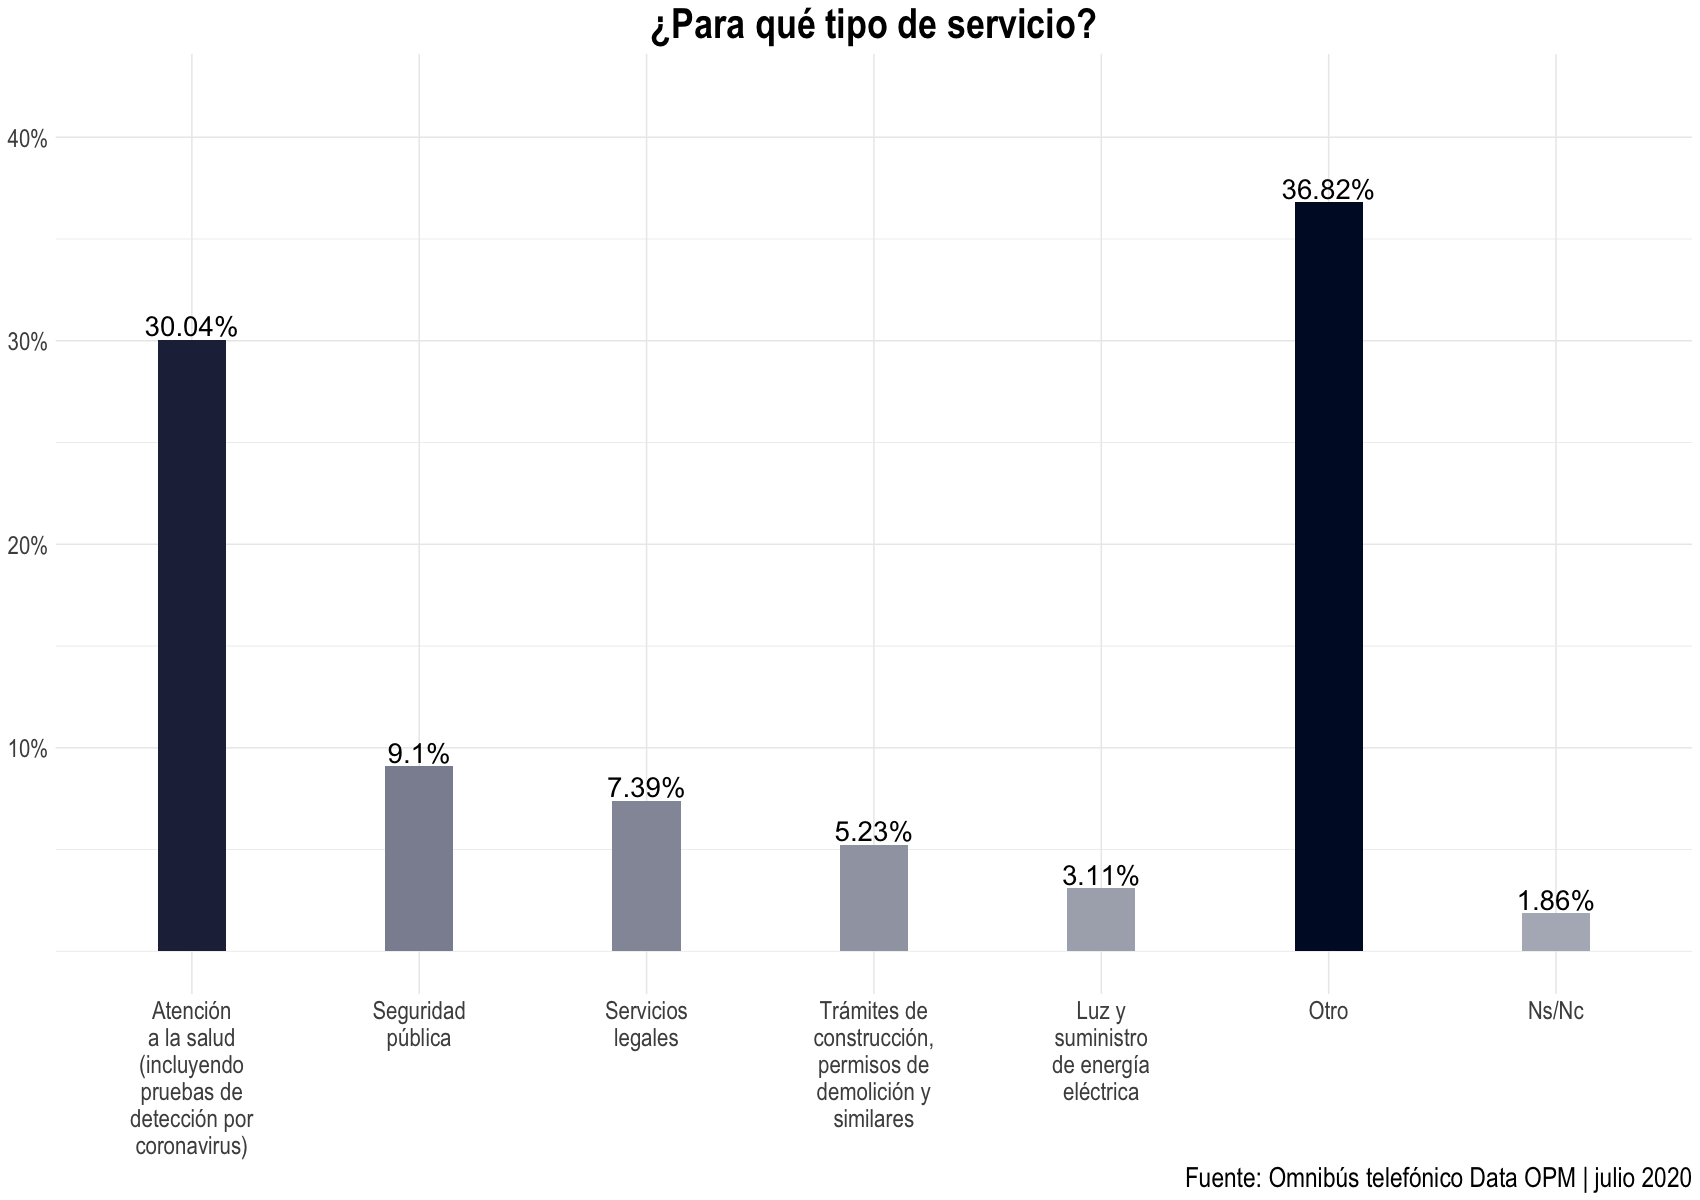 ¿Para qué tipo de servicio?
40%
30%
20%
10%
30.04%
9.1%
7.39%
5.23%
3.11%
36.82%
1.86%
Atención
a la salud
(incluyendo
pruebas de
detección por
coronavirus)
Seguridad
pública
Servicios
legales
Trámites de
construcción,
permisos de
demolición y
similares
Luz y
suministro
de energía
eléctrica
Otro
Ns/Nc
Fuente: Omnibús telefónico Data OPM | julio 2020